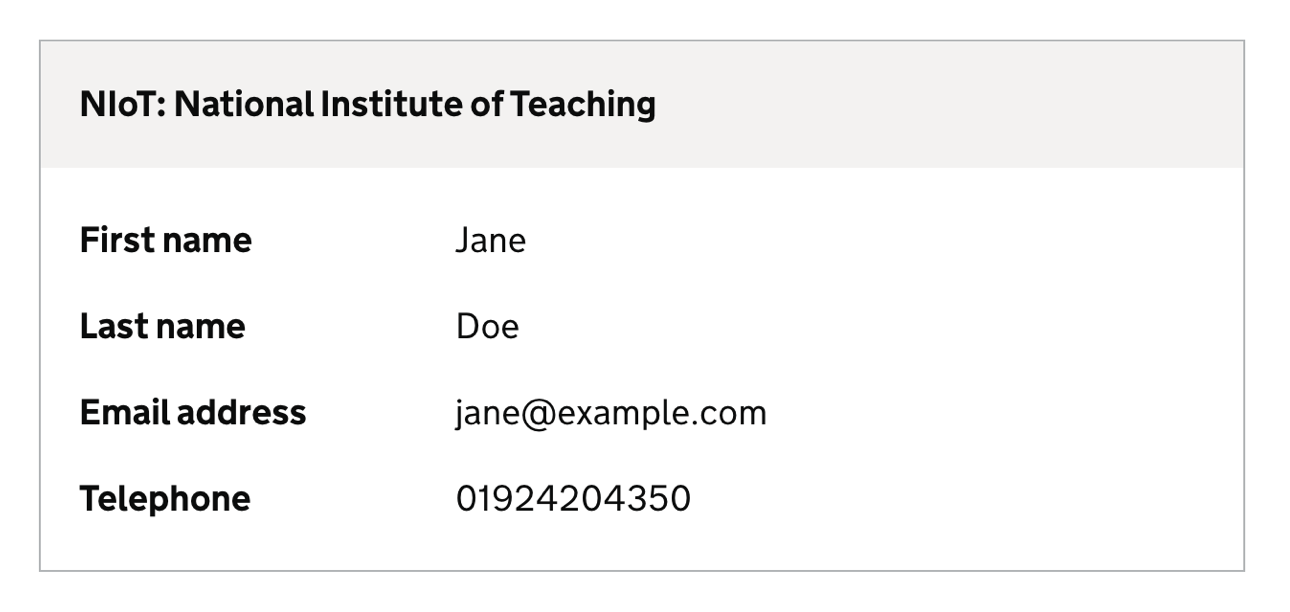 NIoT: National Institute of Teaching
First name Jane
Last name Doe
Email address jane@example.com
Telephone 01924204350